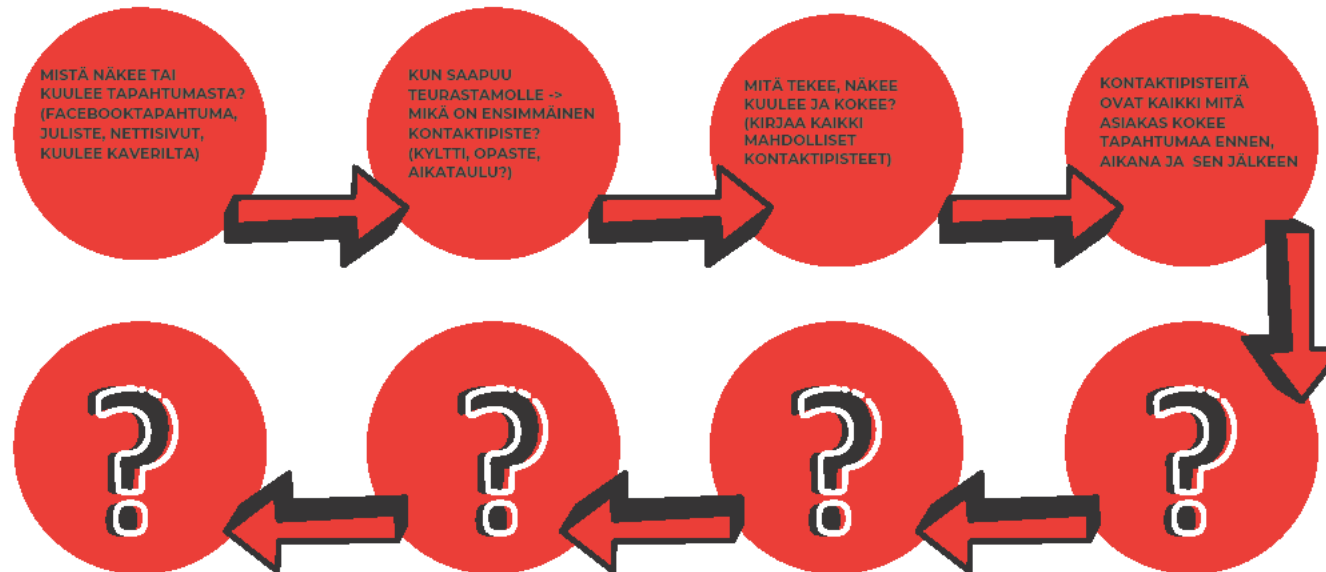 MISTÄ NÄKEE TAI
KUULEE TAPAHTUMASTA?
(FACEBOOKTAPAHTUMA,
JULISTE, NETTISIVUT,
KUULEE KAVERILTA)
KUN SAAPUU
TEURASTAMOLLE ->
MIKÄ ON ENSIMMÄINEN
KONTAKTIPISTE?
(KYLTTI, OPASTE,
AIKATAULU?)
MITÄ TEKEE, NÄKEE
KUULEE JA KOKEE?
(KIRJAA KAIKKI
MAHDOLLISET
KONTAKTIPISTEET)
KONTAKTIPISTEITÄ
OVAT KAIKKI MITÄ
ASIAKAS KOKEE
TAPAHTUMAA ENNEN,
AIKANA JA SEN JÄLKEEN
?
?
?
?